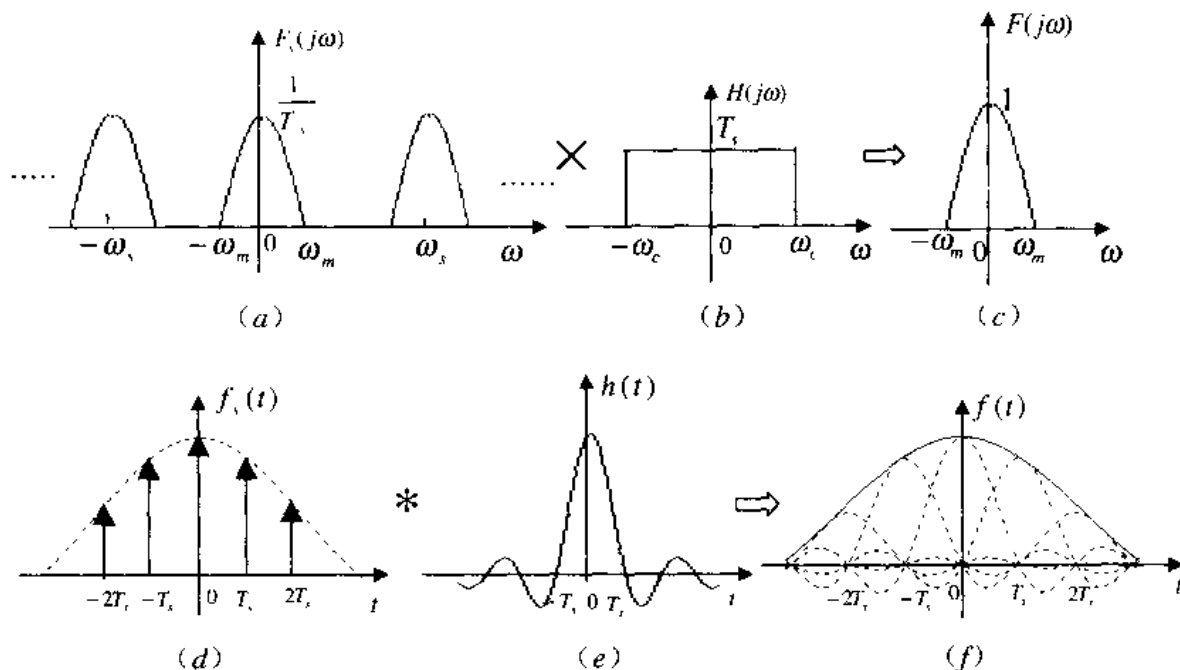 F_s(jω)
1
T_s
-ω_s
-ω_m
0
ω_m
ω_s
ω
(a)
×
H(jω)
T_s
-ω_c
0
ω_c
ω
(b)
⇨
F(jω)
1
-ω_m
0
ω_m
ω
(c)
f_s(t)
-2T_s
-T_s
0
T_s
2T_s
t
(d)
*
h(t)
-T_s
0
T_s
t
(e)
⇨
f(t)
-2T_s
-T_s
0
T_s
2T_s
t
(f)